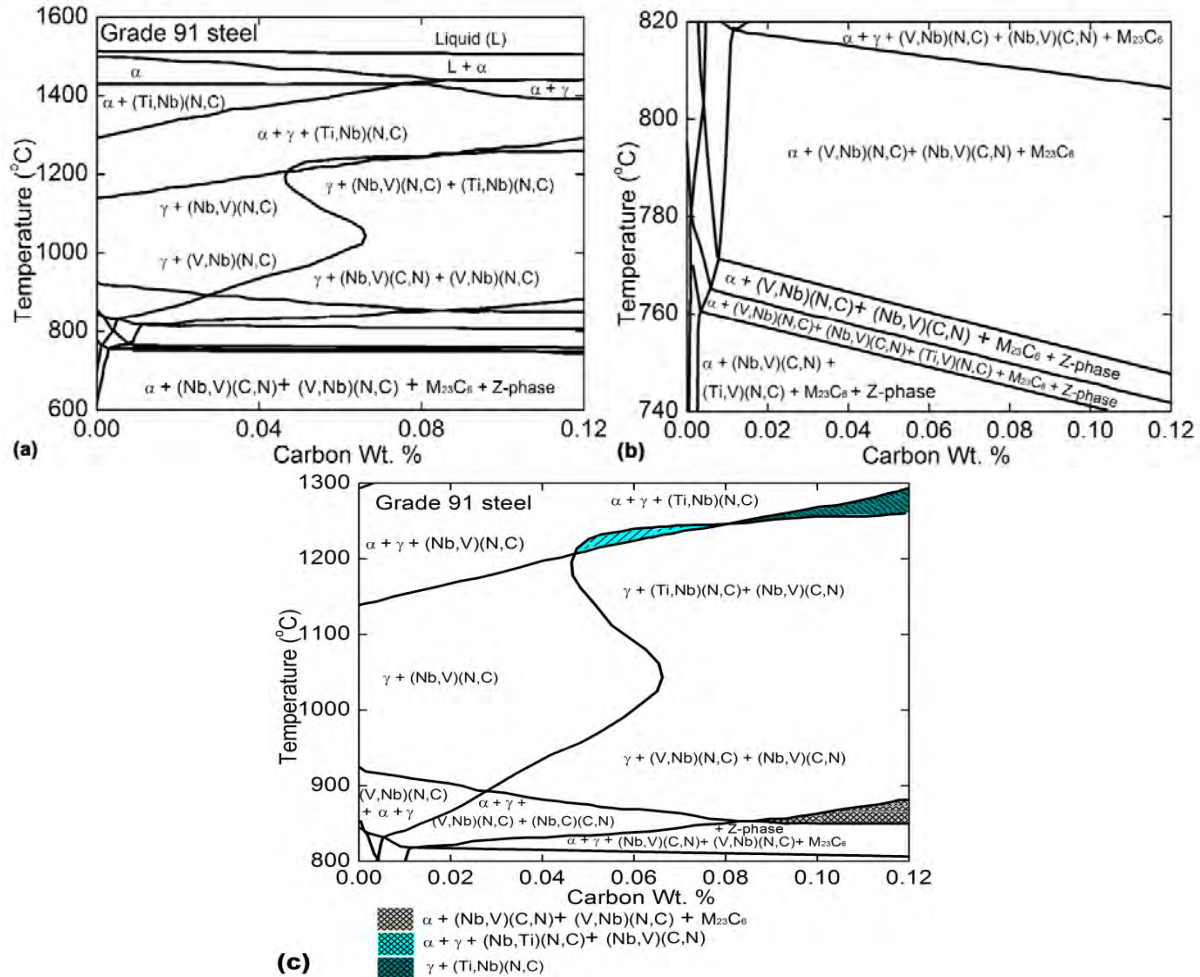 (a)
1600
1400
1200
1000
800
600
Temperature (°C)
Grade 91 steel
Liquid (L)
L + α
α
α + γ
α + (Ti,Nb)(N,C)
α + γ + (Ti,Nb)(N,C)
γ + (Nb,V)(N,C) + (Ti,Nb)(N,C)
γ + (Nb,V)(N,C)
γ + (V,Nb)(N,C)
γ + (Nb,V)(C,N) + (V,Nb)(N,C)
α + (Nb,V)(C,N)+ (V,Nb)(N,C) + M₂₃C₆ + Z-phase
0.00 0.04 0.08 0.12
Carbon Wt. %
(b)
820
800
780
760
740
Temperature (°C)
α + γ + (V,Nb)(N,C) + (Nb,V)(C,N) + M₂₃C₆
α + (V,Nb)(N,C)+ (Nb,V)(C,N) + M₂₃C₆
α + (V,Nb)(N,C)+ (Nb,V)(C,N) + M₂₃C₆ + Z-phase
α + (V,Nb)(N,C)+ (Nb,V)(C,N)+ (Ti,V)(N,C) + M₂₃C₆ + Z-phase
α + (Nb,V)(C,N) +
(Ti,V)(N,C) + M₂₃C₆ + Z-phase
0.00 0.02 0.04 0.06 0.08 0.10 0.12
Carbon Wt. %
1300
1200
1100
1000
900
800
Temperature (°C)
Grade 91 steel
α + γ + (Ti,Nb)(N,C)
α + γ + (Nb,V)(N,C)
γ + (Ti,Nb)(N,C)+ (Nb,V)(C,N)
γ + (Nb,V)(N,C)
γ + (V,Nb)(N,C) + (Nb,V)(C,N)
(V,Nb)(N,C)
+ α + γ
α + γ +
(V,Nb)(N,C) + (Nb,C)(C,N)
+ Z-phase
α + γ + (Nb,V)(C,N)+ (V,Nb)(N,C)+ M₂₃C₆
0.00 0.02 0.04 0.06 0.08 0.10 0.12
Carbon Wt. %
α + (Nb,V)(C,N)+ (V,Nb)(N,C) + M₂₃C₆
α + γ + (Nb,Ti)(N,C)+ (Nb,V)(C,N)
γ + (Ti,Nb)(N,C)
(c)